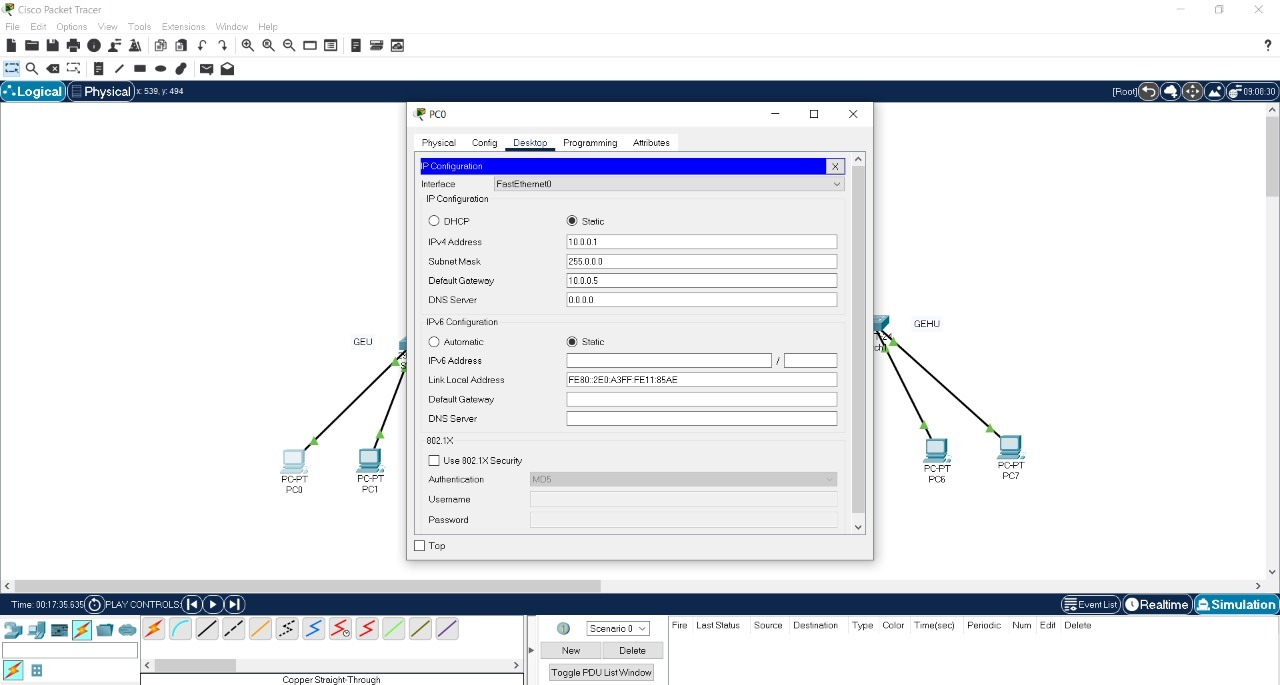 Cisco Packet Tracer
File Edit Options View Tools Extensions Window Help
?
Logical Physical x: 539, y: 494 [Root] 09:08:30
PC0
Physical Config Desktop Programming Attributes
IP Configuration X
Interface FastEthernet0
IP Configuration
DHCP Static
IPv4 Address 10.0.0.1
Subnet Mask 255.0.0.0
Default Gateway 10.0.0.5
DNS Server 0.0.0.0
IPv6 Configuration
Automatic Static
IPv6 Address /
Link Local Address FE80::2E0:A3FF:FE11:85AE
Default Gateway
DNS Server
802.1X
Use 802.1X Security
Authentication MD5
Username
Password
Top
GEU
GEHU
PC-PT
PC0
PC-PT
PC1
PC-PT
PC6
PC-PT
PC7
Time: 00:17:35.635 PLAY CONTROLS: Event List Realtime Simulation
Scenario 0
New Delete
Toggle PDU List Window
Fire Last Status Source Destination Type Color Time(sec) Periodic Num Edit Delete
Copper Straight-Through